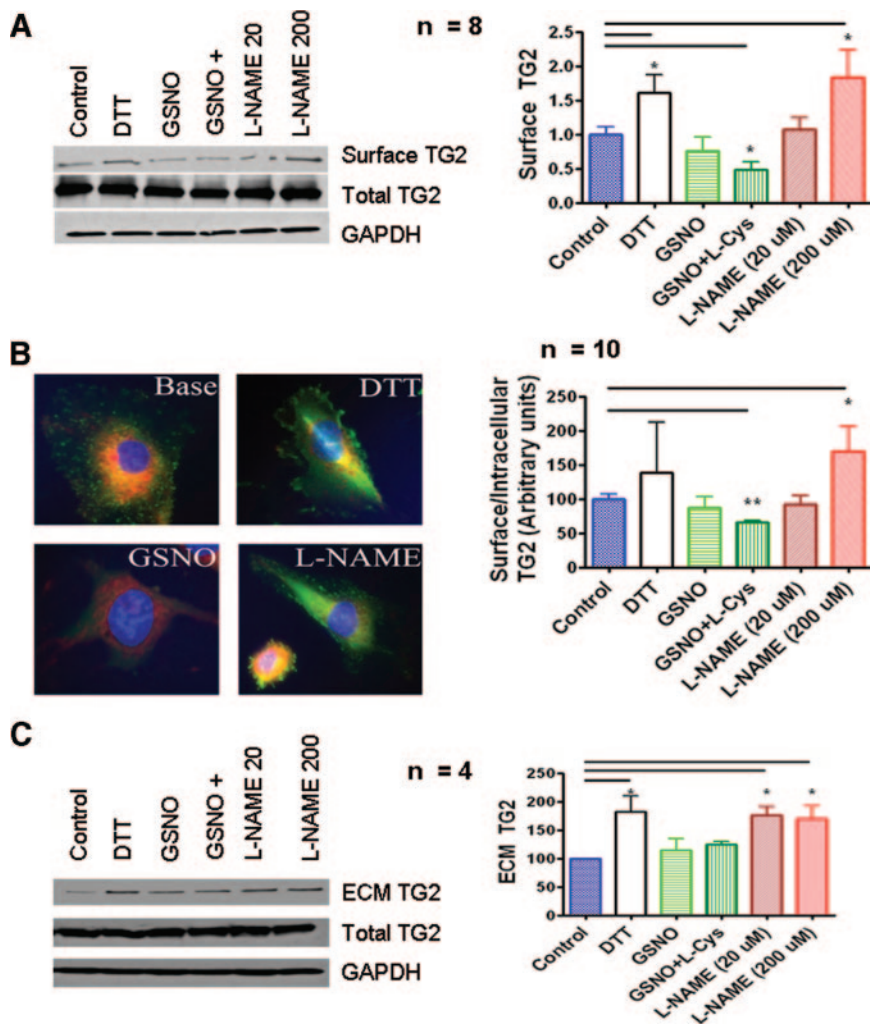 A
n = 8
Control
DTT
GSNO
GSNO +
L-NAME 20
L-NAME 200
Surface TG2
Total TG2
GAPDH
Surface TG2
2.5
2.0
1.5
1.0
0.5
0.0
*
*
*
Control
DTT
GSNO
GSNO+L-Cys
L-NAME (20 uM)
L-NAME (200 uM)
B
n = 10
Base
DTT
GSNO
L-NAME
Surface/Intracellular
TG2 (Arbitrary units)
250
200
150
100
50
0
**
*
Control
DTT
GSNO
GSNO+L-Cys
L-NAME (20 uM)
L-NAME (200 uM)
C
n = 4
Control
DTT
GSNO
GSNO +
L-NAME 20
L-NAME 200
ECM TG2
Total TG2
GAPDH
ECM TG2
250
200
150
100
50
0
*
*
*
Control
DTT
GSNO
GSNO+L-Cys
L-NAME (20 uM)
L-NAME (200 uM)